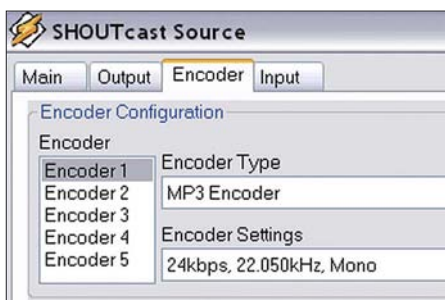 SHOUTcast Source
Main Output Encoder Input
Encoder Configuration
Encoder
Encoder 1
Encoder 2
Encoder 3
Encoder 4
Encoder 5
Encoder Type
MP3 Encoder
Encoder Settings
24kbps, 22.050kHz, Mono